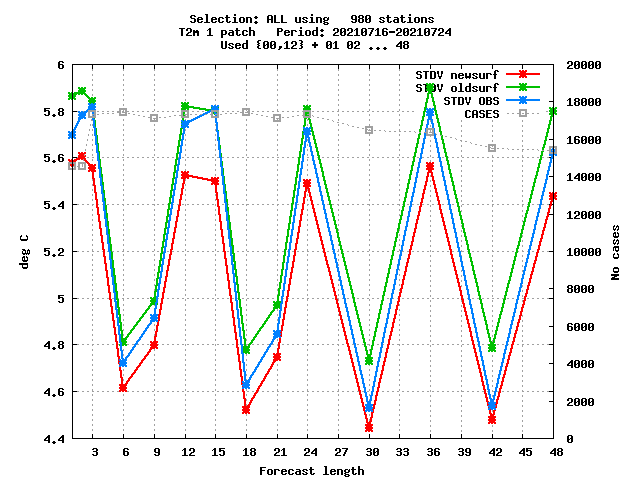 Selection: ALL using   980 stations
T2m 1 patch   Period: 20210716-20210724
Used {00,12} + 01 02 ... 48
STDV newsurf
STDV oldsurf
STDV OBS
CASES
6
5.8
5.6
5.4
5.2
5
4.8
4.6
4.4
deg C
20000
18000
16000
14000
12000
10000
8000
6000
4000
2000
0
No cases
3 6 9 12 15 18 21 24 27 30 33 36 39 42 45 48
Forecast length